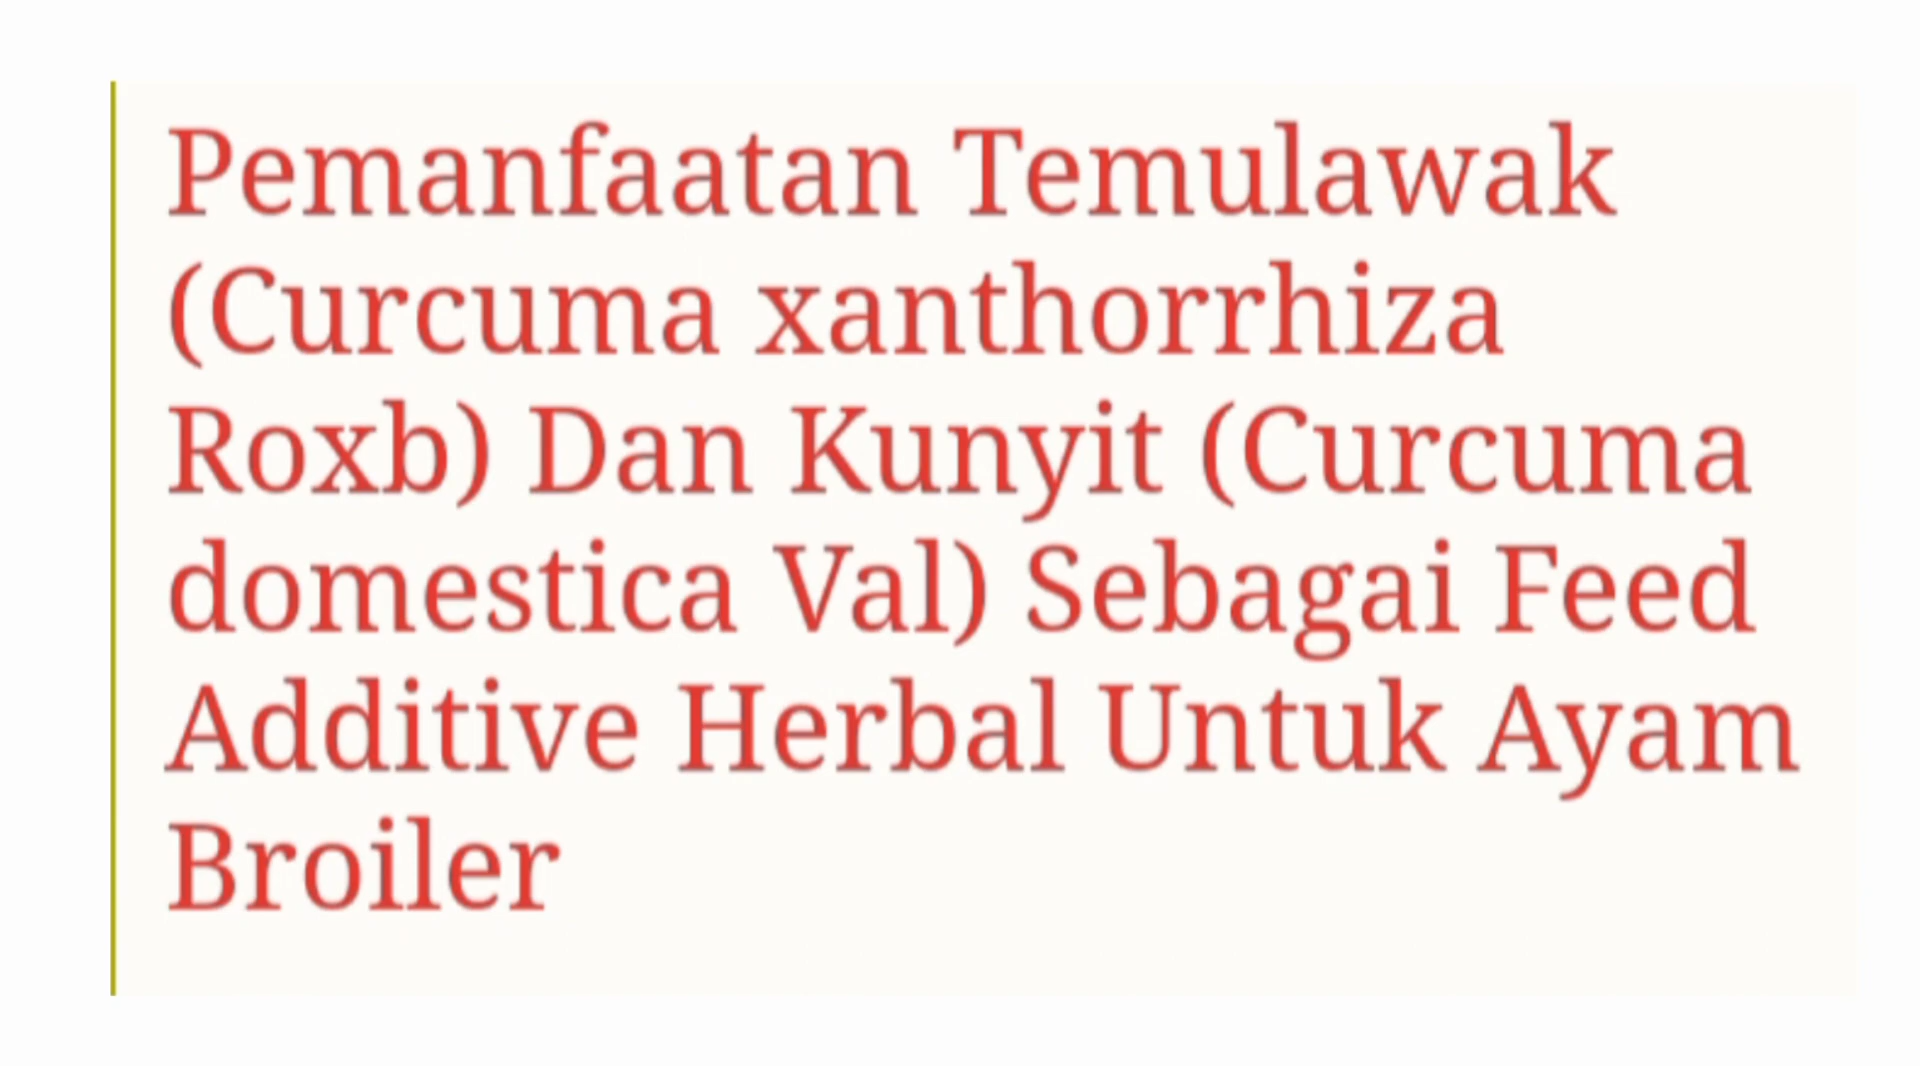 Pemanfaatan Temulawak
(Curcuma xanthorrhiza
Roxb) Dan Kunyit (Curcuma
domestica Val) Sebagai Feed
Additive Herbal Untuk Ayam
Broiler